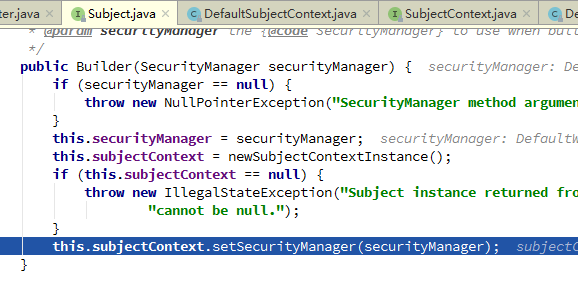 ter.java Subject.java DefaultSubjectContext.java SubjectContext.java De
* @param securityManager the {@code SecurityManager} to use when buil
*/
public Builder(SecurityManager securityManager) { securityManager: De
if (securityManager == null) {
throw new NullPointerException("SecurityManager method argumen
}
this.securityManager = securityManager; securityManager: DefaultW
this.subjectContext = newSubjectContextInstance();
if (this.subjectContext == null) {
throw new IllegalStateException("Subject instance returned fro
"cannot be null.");
}
this.subjectContext.setSecurityManager(securityManager); subjectC
}